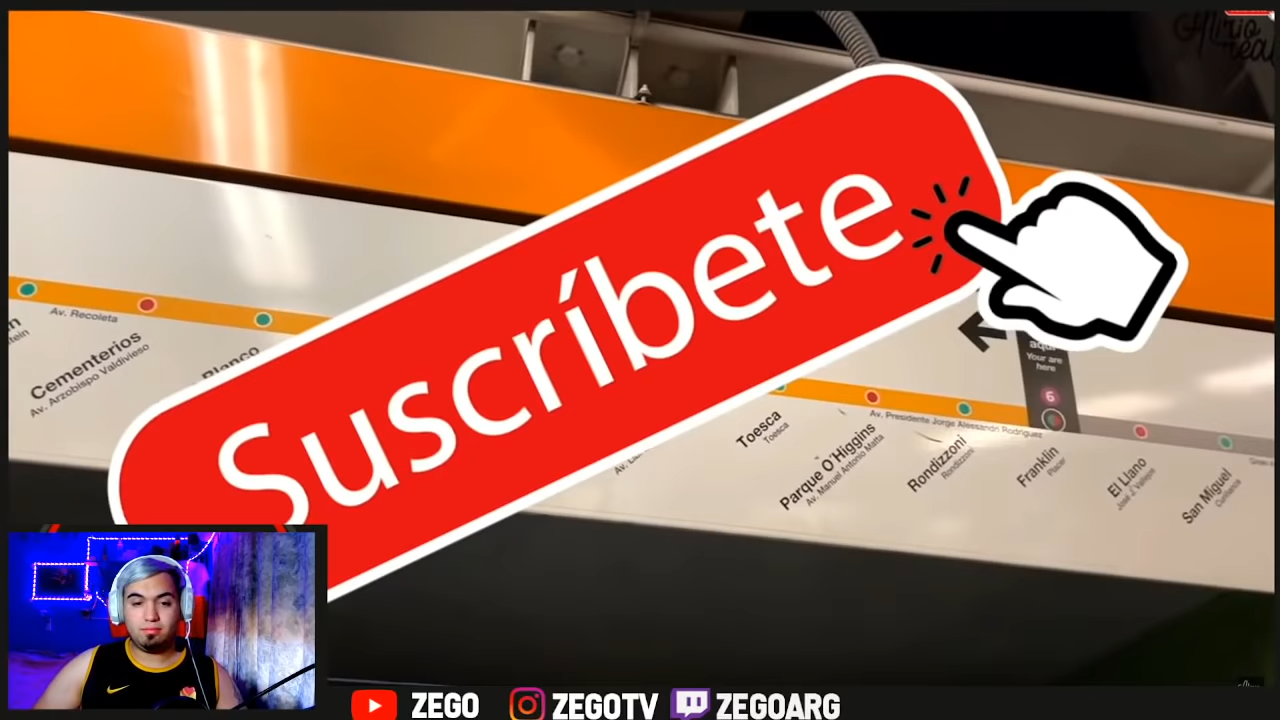 Suscríbete
Av. Recoleta
Cementerios
Av. Arzobispo Valdivieso
Blanco
Toesca
Toesca
Parque O'Higgins
Av. Manuel Antonio Matta
Av. Presidente Jorge Alessandri Rodríguez
Rondizzoni
Rondizzoni
aquí
Your are
here
6
Franklin
Placer
El Llano
José J. Vallejos
San Miguel
ZEGO
ZEGOTV
ZEGOARG